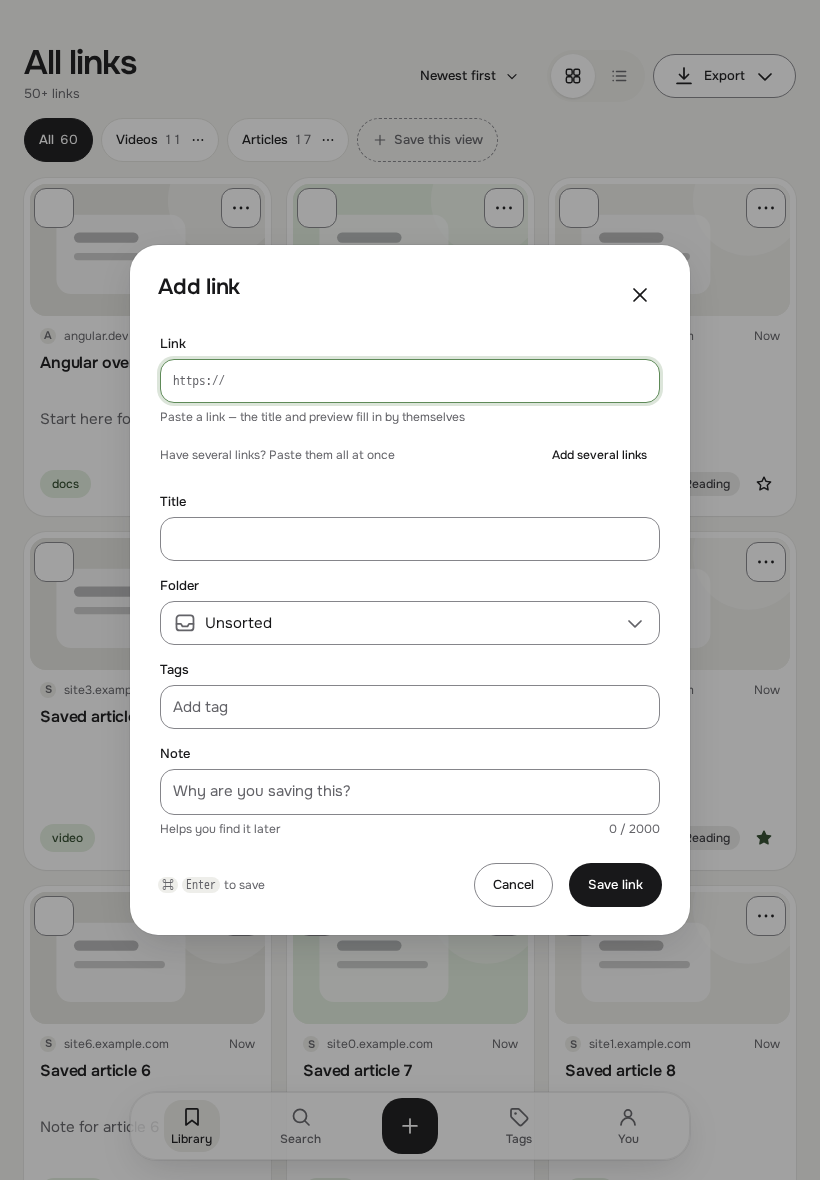 All links
50+ links
Newest first
Export
All 60
Videos 11 ...
Articles 17 ...
+ Save this view
A angular.dev
Now
Angular ove
Start here fo
docs
Reading
Add link
Link
https://
Paste a link — the title and preview fill in by themselves
Have several links? Paste them all at once
Add several links
Title
Folder
Unsorted
Tags
Add tag
Note
Why are you saving this?
Helps you find it later
0 / 2000
⌘ Enter to save
Cancel
Save link
S site3.examp
Now
Saved article
video
Reading
S site6.example.com
Now
S site0.example.com
Now
S site1.example.com
Now
Saved article 6
Saved article 7
Saved article 8
Note for article 6
Library
Search
Tags
You